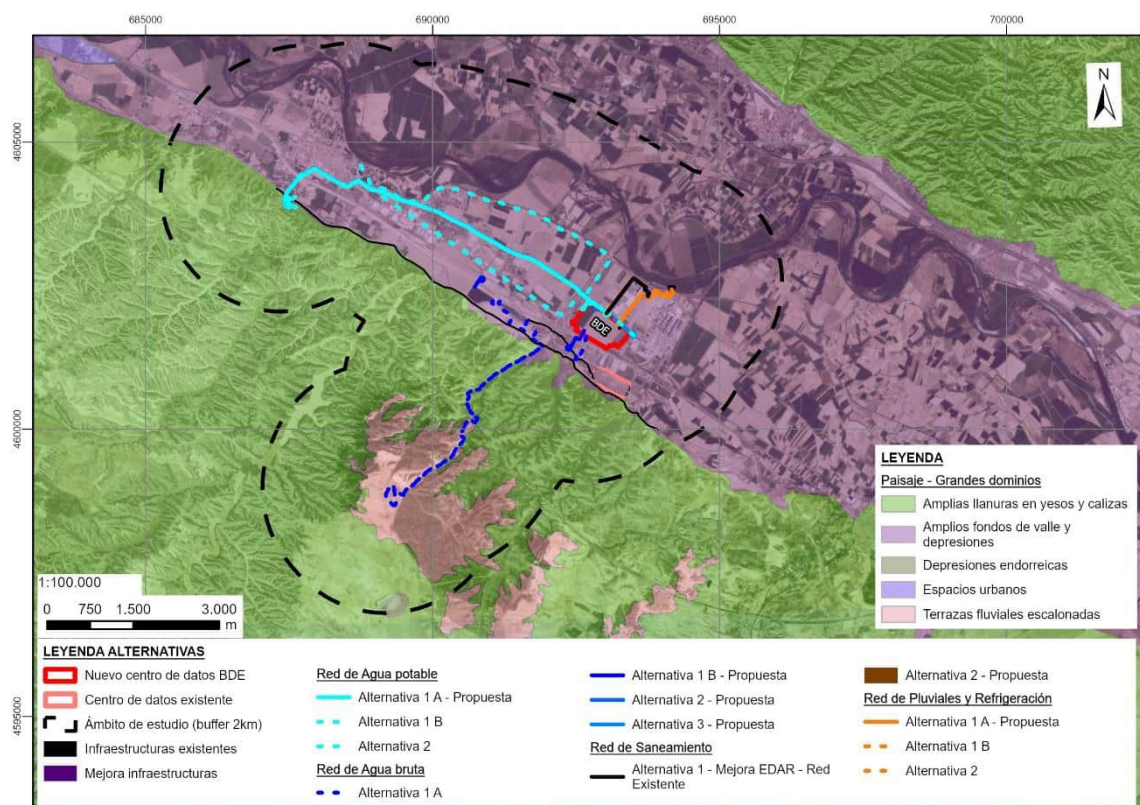 685000
690000
695000
700000
N
4605000
BDE
4600000
LEYENDA
Paisaje - Grandes dominios
Amplias llanuras en yesos y calizas
Amplios fondos de valle y
depresiones
Depresiones endorreicas
Espacios urbanos
Terrazas fluviales escalonadas
1:100.000
0 750 1.500 3.000
m
4595000
LEYENDA ALTERNATIVAS
Nuevo centro de datos BDE
Centro de datos existente
Ámbito de estudio (buffer 2km)
Infraestructuras existentes
Mejora infraestructuras
Red de Agua potable
Alternativa 1 A - Propuesta
Alternativa 1 B
Alternativa 2
Red de Agua bruta
Alternativa 1 A
Alternativa 1 B - Propuesta
Alternativa 2 - Propuesta
Alternativa 3 - Propuesta
Red de Saneamiento
Alternativa 1 - Mejora EDAR - Red
Existente
Alternativa 2 - Propuesta
Red de Pluviales y Refrigeración
Alternativa 1 A - Propuesta
Alternativa 1 B
Alternativa 2